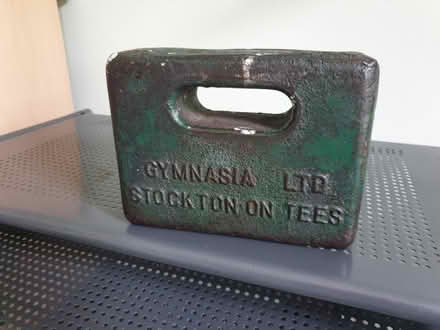 GYMNASIA LTD
STOCKTON ON TEES